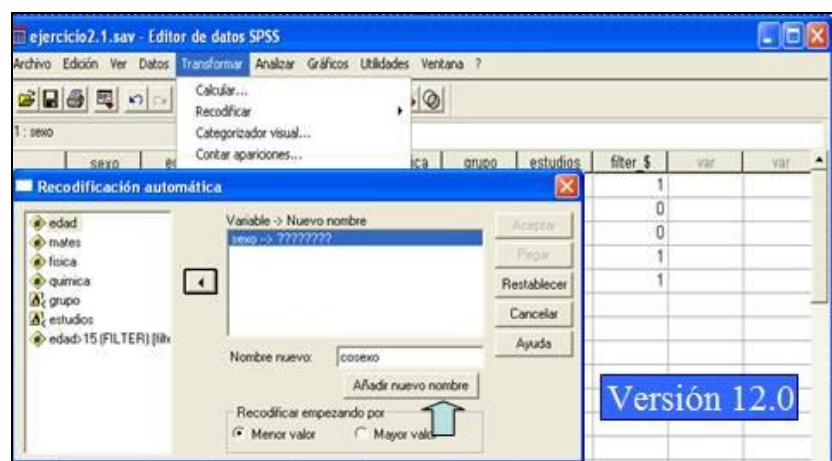 ejercicio2.1.sav - Editor de datos SPSS
Archivo Edición Ver Datos Transformar Analizar Gráficos Utilidades Ventana ?
Calcular...
Recodificar
Categorizador visual...
Contar apariciones...
1 : sexo
sexo grupo estudios filter_$ var var
1
0
0
1
1
Recodificación automática
edad
mates
fisica
quimica
grupo
estudios
edad>15 (FILTER)
Variable -> Nuevo nombre
sexo --> ????????
Nombre nuevo: cosexo
Añadir nuevo nombre
Recodificar empezando por
Menor valor Mayor valor
Aceptar
Pegar
Restablecer
Cancelar
Ayuda
Versión 12.0